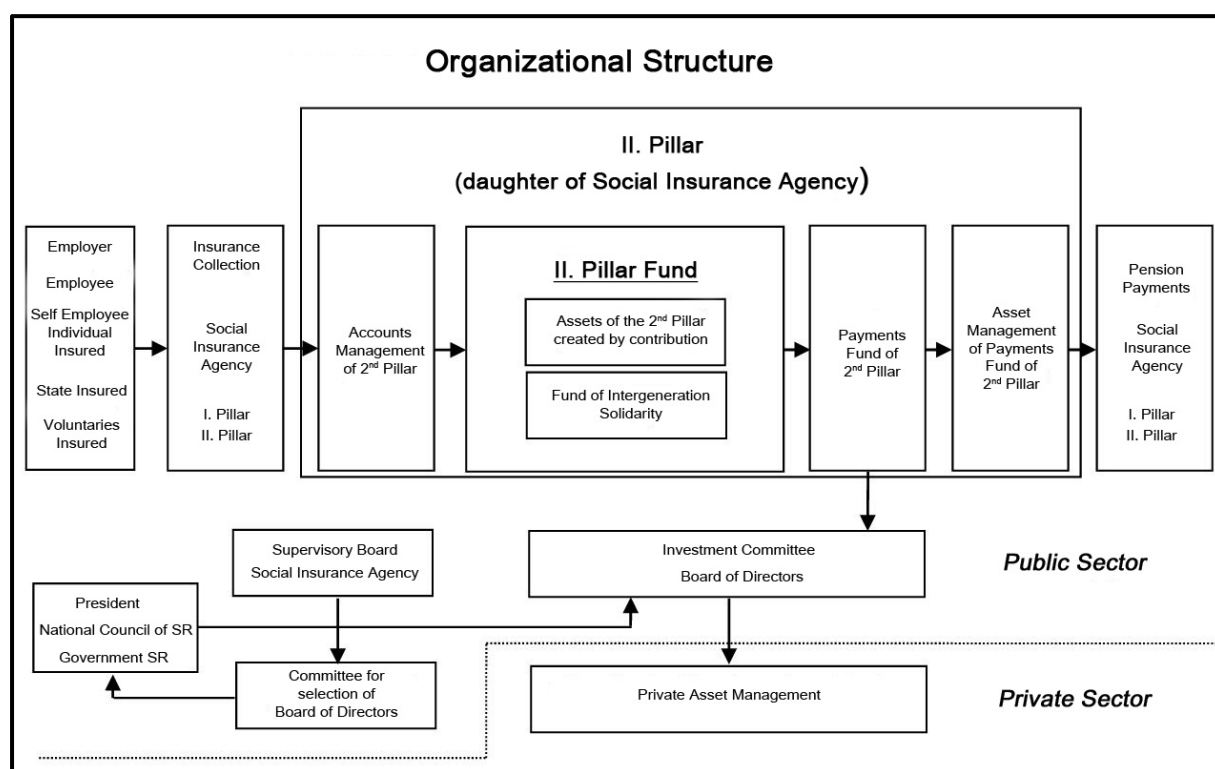 Organizational Structure
II. Pillar
(daughter of Social Insurance Agency)
Employer
Employee
Self Employee
Individual
Insured
State Insured
Voluntaries
Insured
Insurance
Collection
Social
Insurance
Agency
I. Pillar
II. Pillar
Accounts
Management
of 2nd Pillar
II. Pillar Fund
Assets of the 2nd Pillar
created by contribution
Fund of Intergeneration
Solidarity
Payments
Fund of
2nd Pillar
Asset
Management
of Payments
Fund of
2nd Pillar
Pension
Payments
Social
Insurance
Agency
I. Pillar
II. Pillar
Supervisory Board
Social Insurance Agency
Investment Committee
Board of Directors
Public Sector
President
National Council of SR
Government SR
Committee for
selection of
Board of Directors
Private Asset Management
Private Sector